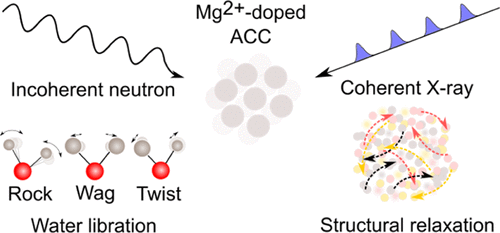 Mg2+-doped
ACC
Incoherent neutron
Coherent X-ray
Rock Wag Twist
Water libration
Structural relaxation